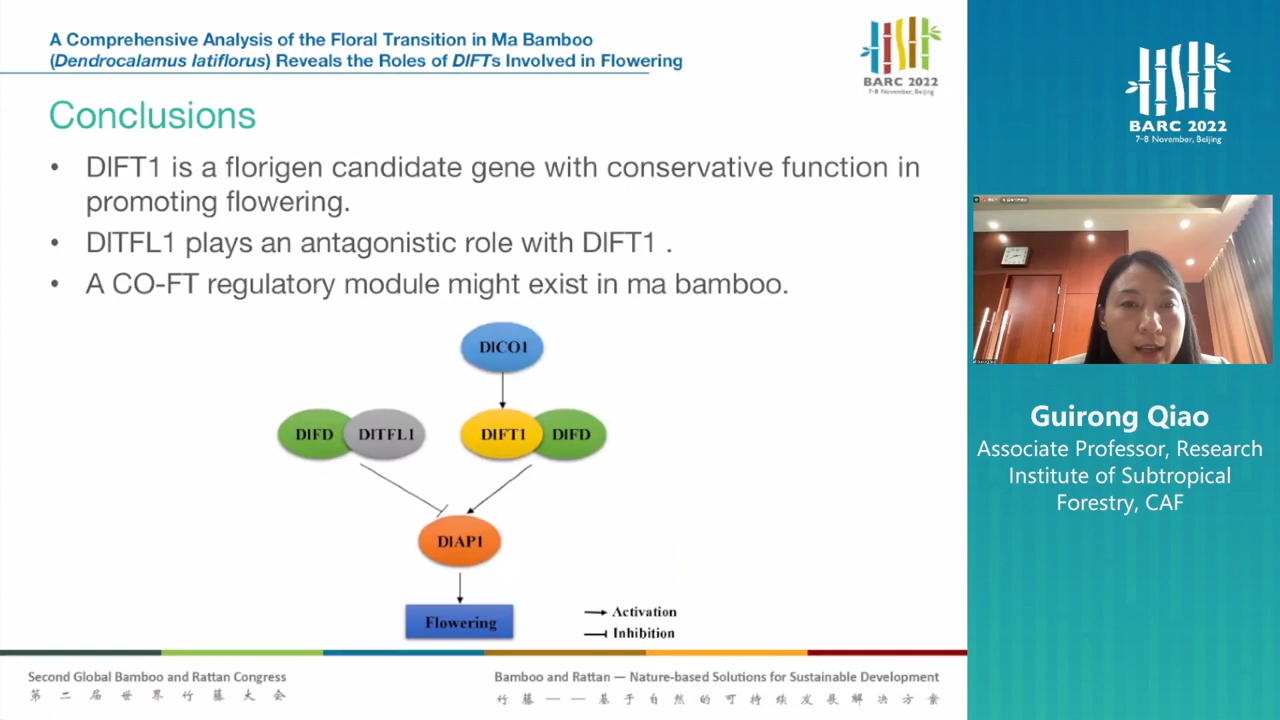 A Comprehensive Analysis of the Floral Transition in Ma Bamboo
(Dendrocalamus latiflorus) Reveals the Roles of DlFTs Involved in Flowering
BARC 2022
7-8 November, Beijing
Conclusions
• DlFT1 is a florigen candidate gene with conservative function in
promoting flowering.
• DlTFL1 plays an antagonistic role with DlFT1 .
• A CO-FT regulatory module might exist in ma bamboo.
DlCO1
DlFD
DlTFL1
DlFT1
DlFD
DlAP1
Flowering
Activation
Inhibition
Second Global Bamboo and Rattan Congress
第二届世界竹藤大会
Bamboo and Rattan — Nature-based Solutions for Sustainable Development
竹藤——基于自然的可持续发展解决方案
BARC 2022
7-8 November, Beijing
Guirong Qiao
Associate Professor, Research
Institute of Subtropical
Forestry, CAF